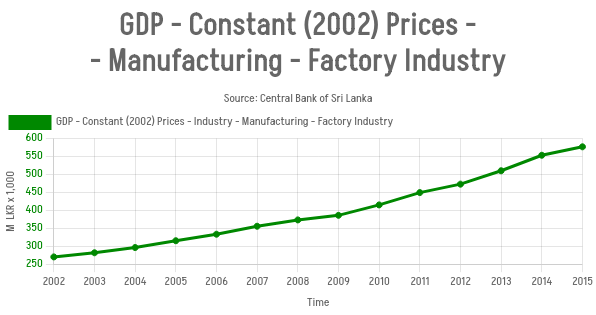 GDP - Constant (2002) Prices -
- Manufacturing - Factory Industry
Source: Central Bank of Sri Lanka
GDP - Constant (2002) Prices - Industry - Manufacturing - Factory Industry
M LKR x 1,000
600
550
500
450
400
350
300
250
2002 2003 2004 2005 2006 2007 2008 2009 2010 2011 2012 2013 2014 2015
Time